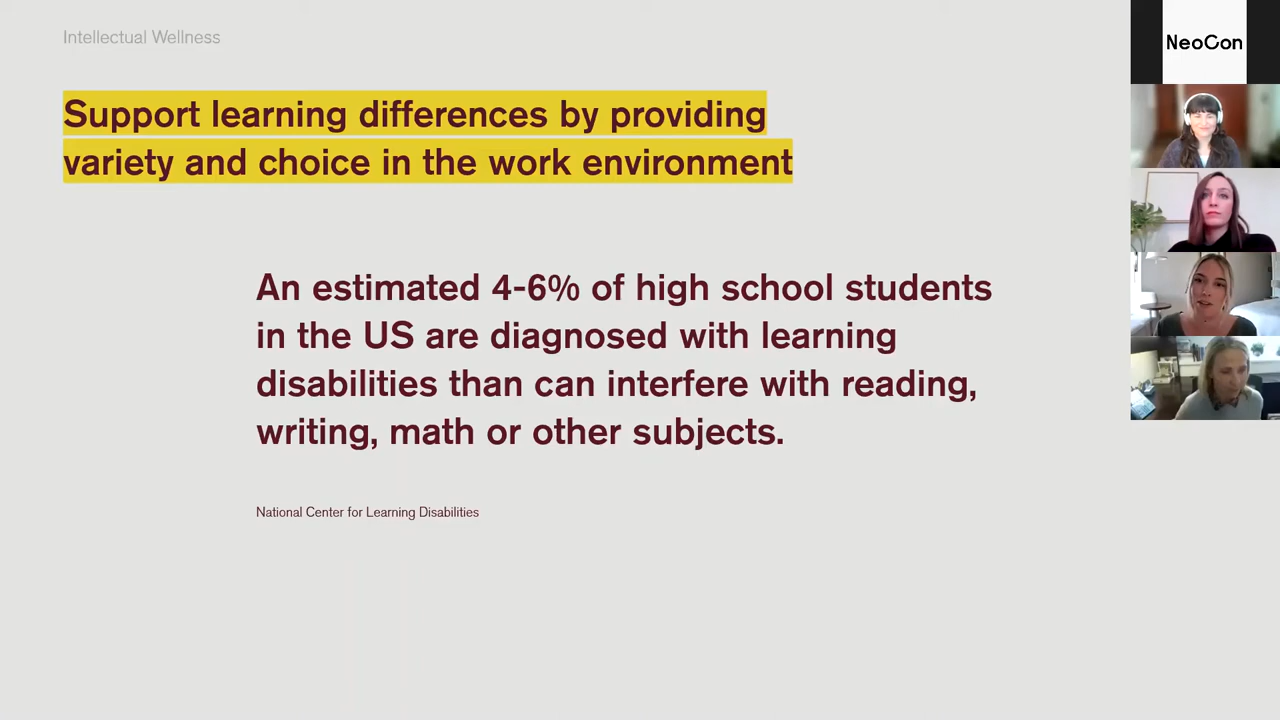 Intellectual Wellness
NeoCon
Support learning differences by providing
variety and choice in the work environment
An estimated 4-6% of high school students
in the US are diagnosed with learning
disabilities than can interfere with reading,
writing, math or other subjects.
National Center for Learning Disabilities